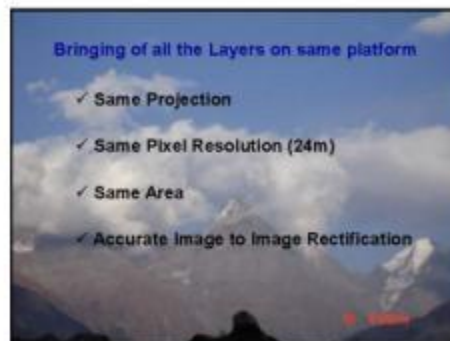 Bringing of all the Layers on same platform
✓ Same Projection
✓ Same Pixel Resolution (24m)
✓ Same Area
✓ Accurate Image to Image Rectification